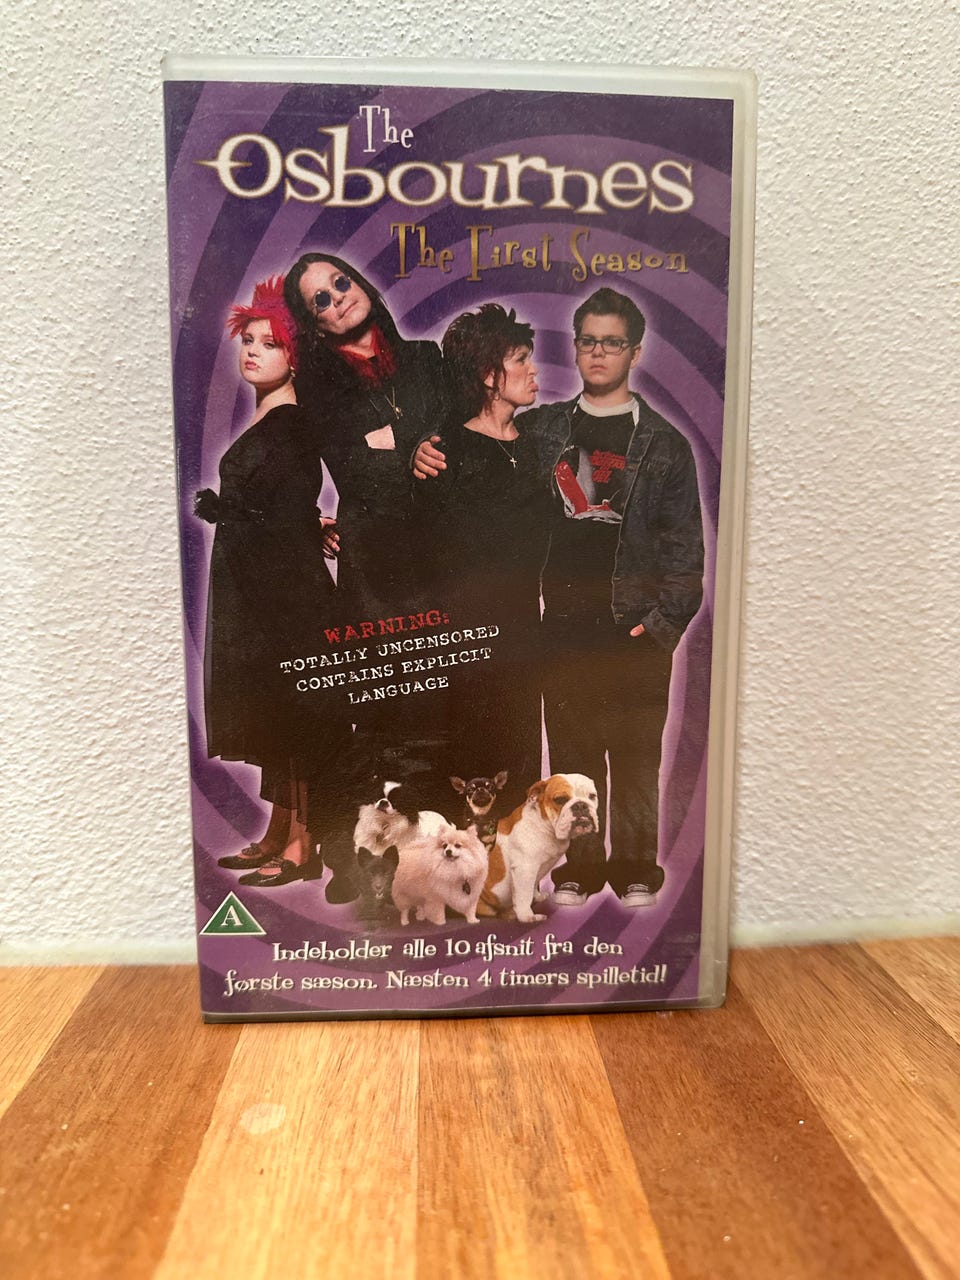 The
Osbournes
The First Season
WARNING:
TOTALLY UNCENSORED
CONTAINS EXPLICIT
LANGUAGE
A
Indeholder alle 10 afsnit fra den
første sæson. Næsten 4 timers spilletid!